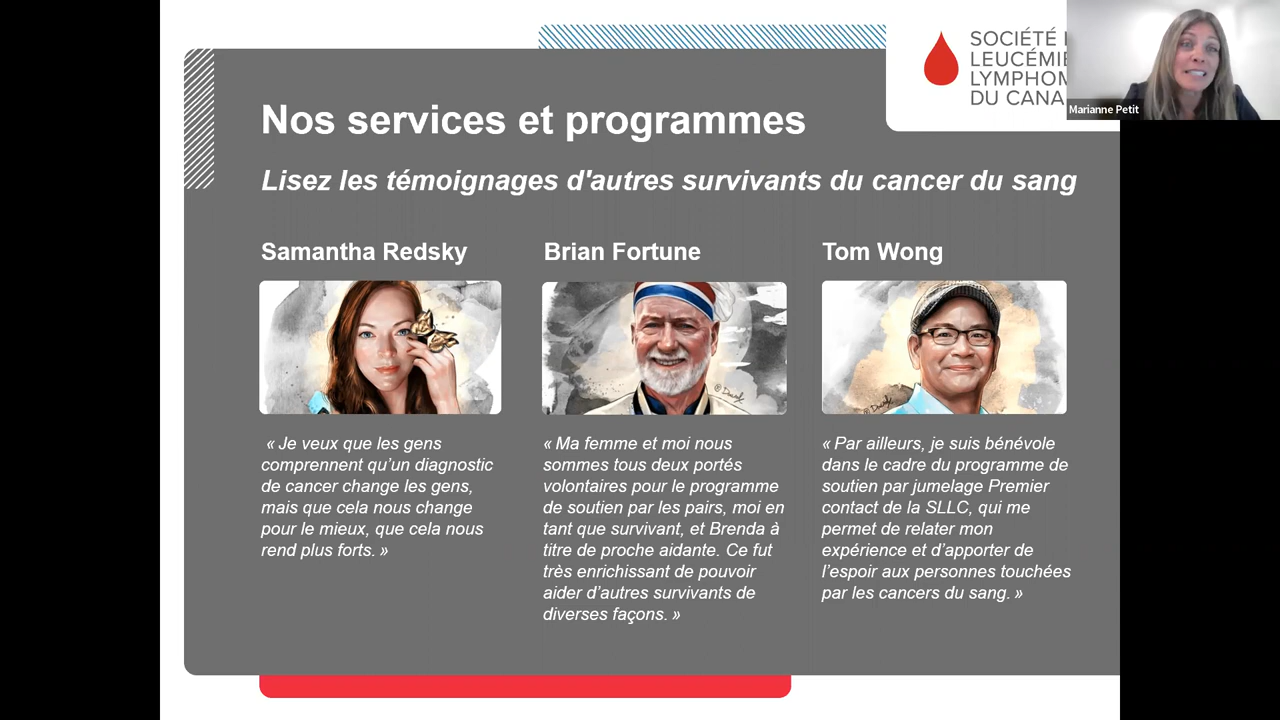 SOCIÉTÉ
LEUCÉMIE
LYMPHOM
DU CANA
Marianne Petit
Nos services et programmes
Lisez les témoignages d'autres survivants du cancer du sang
Samantha Redsky
« Je veux que les gens
comprennent qu’un diagnostic
de cancer change les gens,
mais que cela nous change
pour le mieux, que cela nous
rend plus forts. »
Brian Fortune
« Ma femme et moi nous
sommes tous deux portés
volontaires pour le programme
de soutien par les pairs, moi en
tant que survivant, et Brenda à
titre de proche aidante. Ce fut
très enrichissant de pouvoir
aider d’autres survivants de
diverses façons. »
Tom Wong
« Par ailleurs, je suis bénévole
dans le cadre du programme de
soutien par jumelage Premier
contact de la SLLC, qui me
permet de relater mon
expérience et d’apporter de
l’espoir aux personnes touchées
par les cancers du sang. »